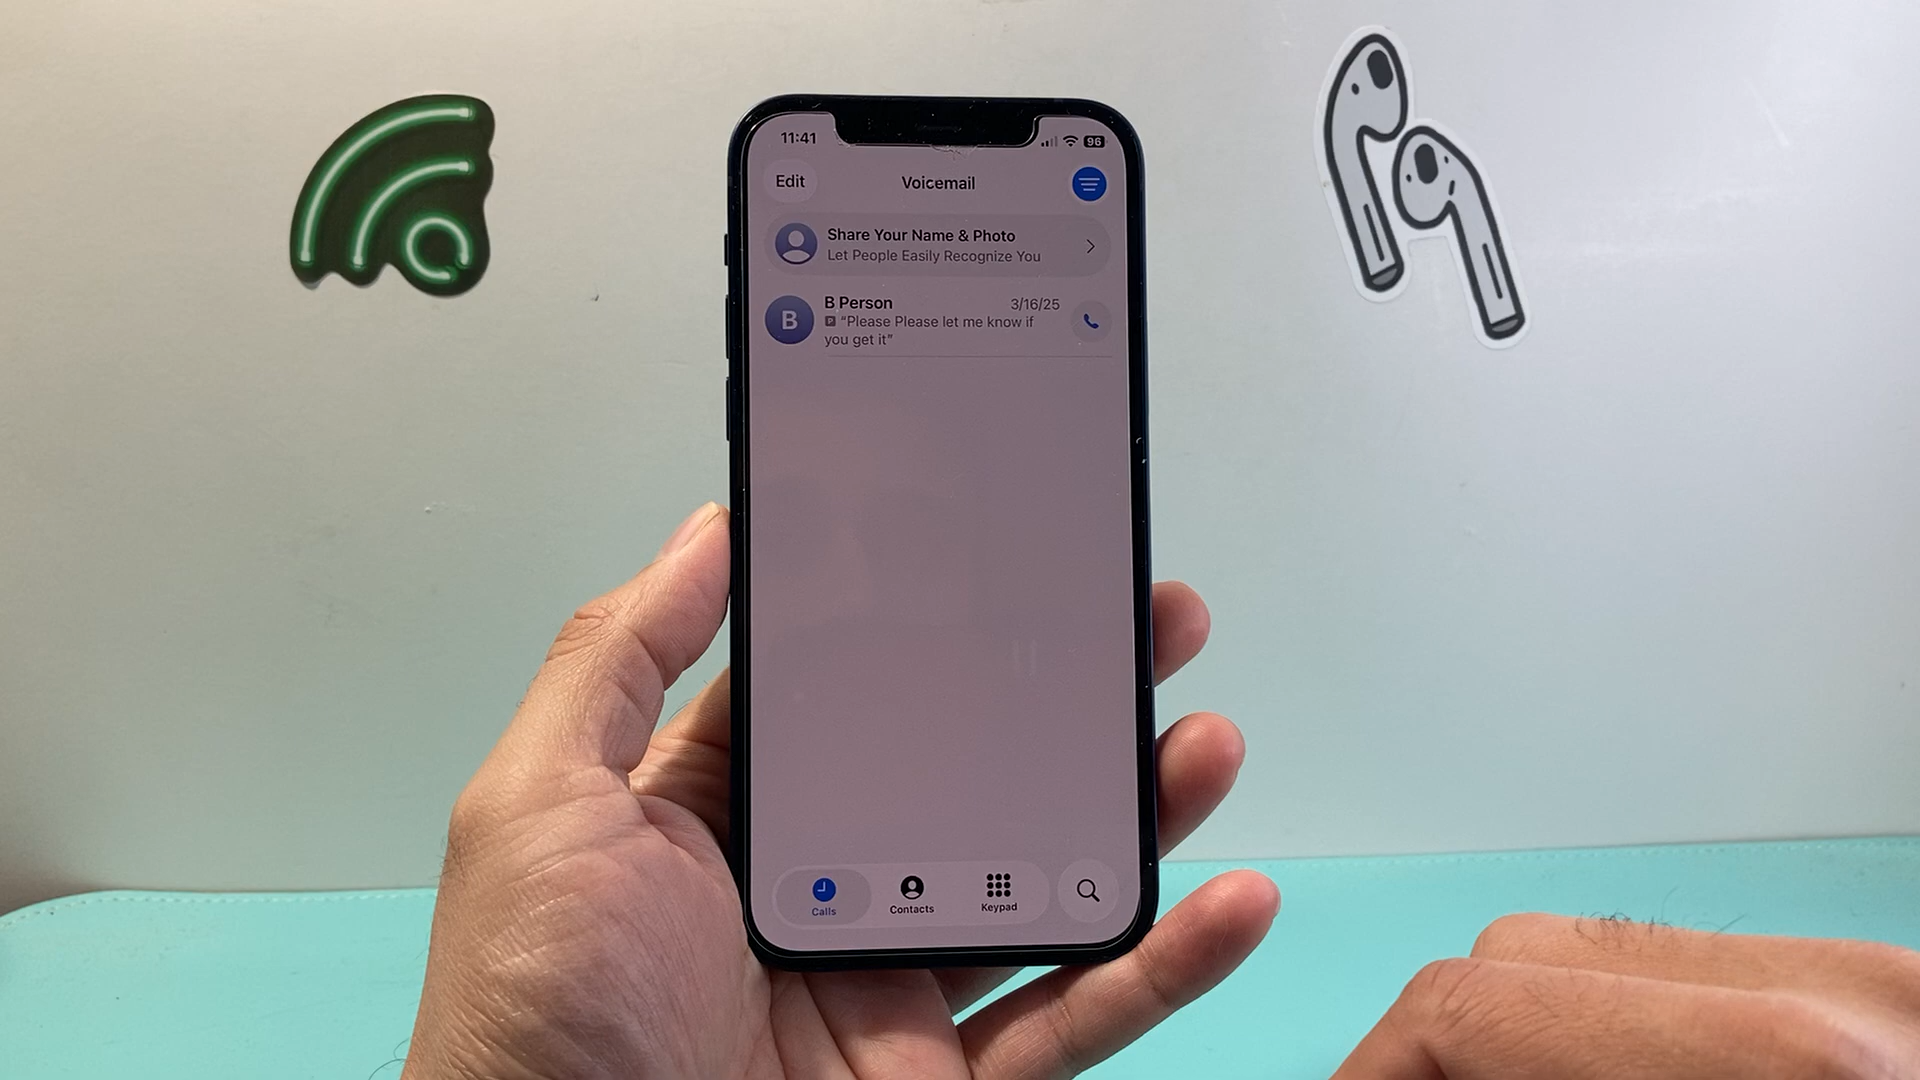 11:41
96
Edit
Voicemail
Share Your Name & Photo
Let People Easily Recognize You
B
B Person
3/16/25
P "Please Please let me know if
you get it"
Calls
Contacts
Keypad